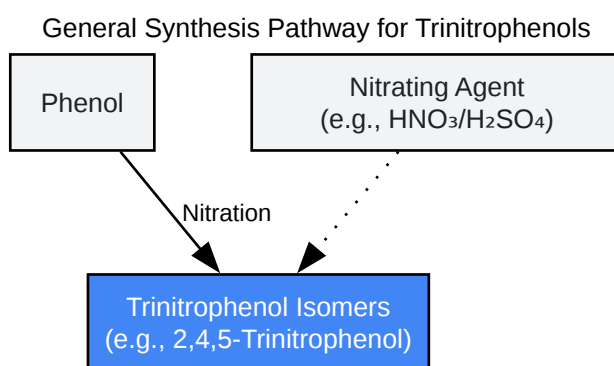 General Synthesis Pathway for Trinitrophenols
Phenol
Nitrating Agent
(e.g., HNO₃/H₂SO₄)
Nitration
Trinitrophenol Isomers
(e.g., 2,4,5-Trinitrophenol)